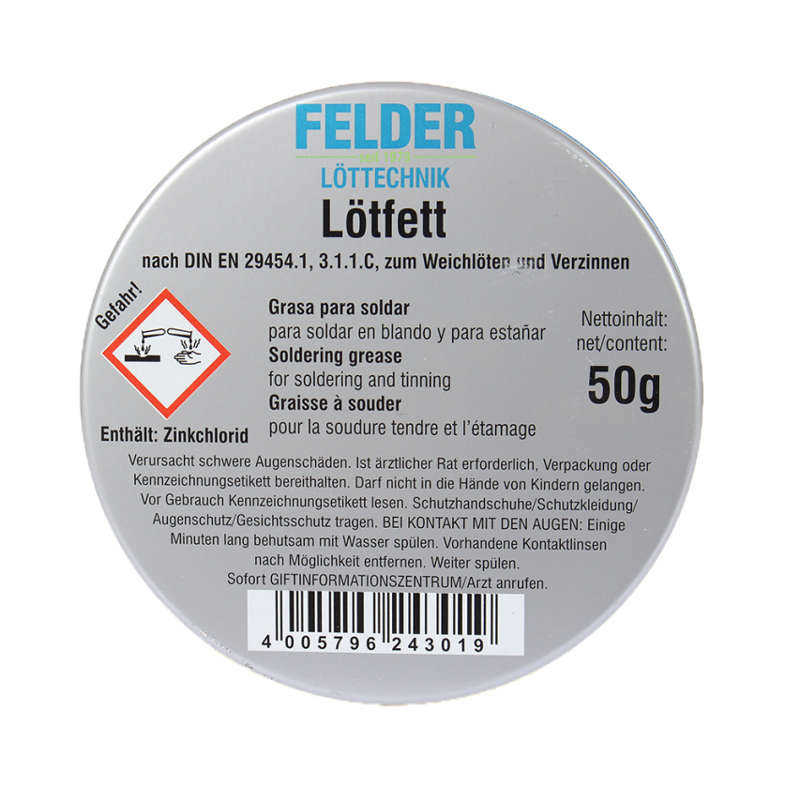 FELDER
seit 1979
LÖTTECHNIK
Lötfett
nach DIN EN 29454.1, 3.1.1.C, zum Weichlöten und Verzinnen
Gefahr!
Enthält: Zinkchlorid
Grasa para soldar
para soldar en blando y para estañar
Soldering grease
for soldering and tinning
Graisse à souder
pour la soudure tendre et l'étamage
Nettoinhalt:
net/content:
50g
Verursacht schwere Augenschäden. Ist ärztlicher Rat erforderlich, Verpackung oder
Kennzeichnungsetikett bereithalten. Darf nicht in die Hände von Kindern gelangen.
Vor Gebrauch Kennzeichnungsetikett lesen. Schutzhandschuhe/Schutzkleidung/
Augenschutz/Gesichtsschutz tragen. BEI KONTAKT MIT DEN AUGEN: Einige
Minuten lang behutsam mit Wasser spülen. Vorhandene Kontaktlinsen
nach Möglichkeit entfernen. Weiter spülen.
Sofort GIFTINFORMATIONSZENTRUM/Arzt anrufen.
4 005796 243019